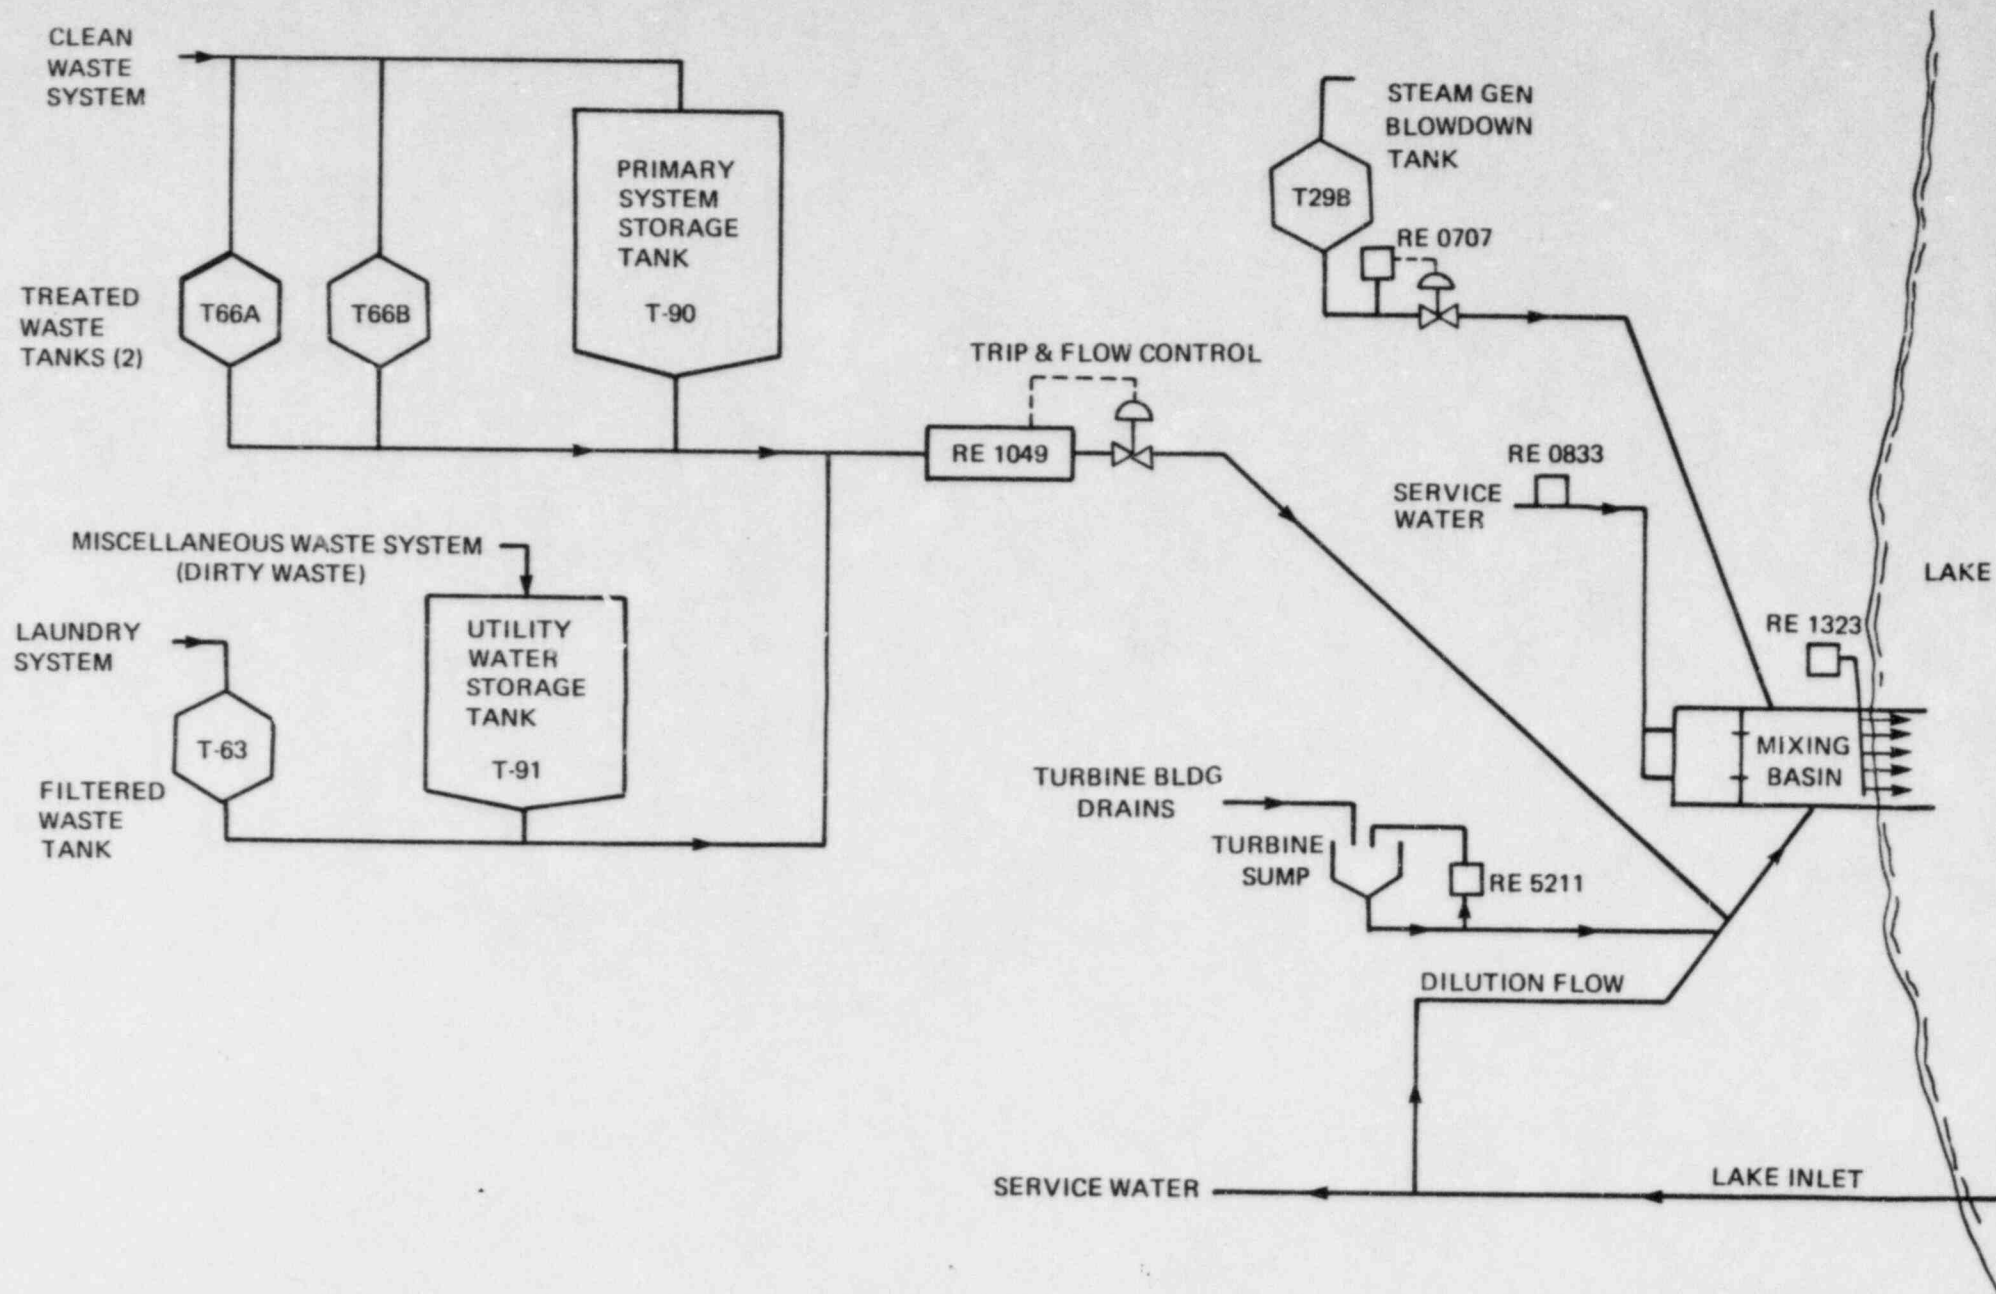 CLEAN
WASTE
SYSTEM
PRIMARY
SYSTEM
STORAGE
TANK
T-90
TREATED
WASTE
TANKS (2)
T66A
T66B
STEAM GEN
BLOWDOWN
TANK
T29B
RE 0707
TRIP & FLOW CONTROL
RE 1049
RE 0833
SERVICE
WATER
LAKE
MISCELLANEOUS WASTE SYSTEM
(DIRTY WASTE)
LAUNDRY
SYSTEM
UTILITY
WATER
STORAGE
TANK
T-91
T-63
FILTERED
WASTE
TANK
RE 1323
MIXING
BASIN
TURBINE BLDG
DRAINS
TURBINE
SUMP
RE 5211
DILUTION FLOW
SERVICE WATER
LAKE INLET